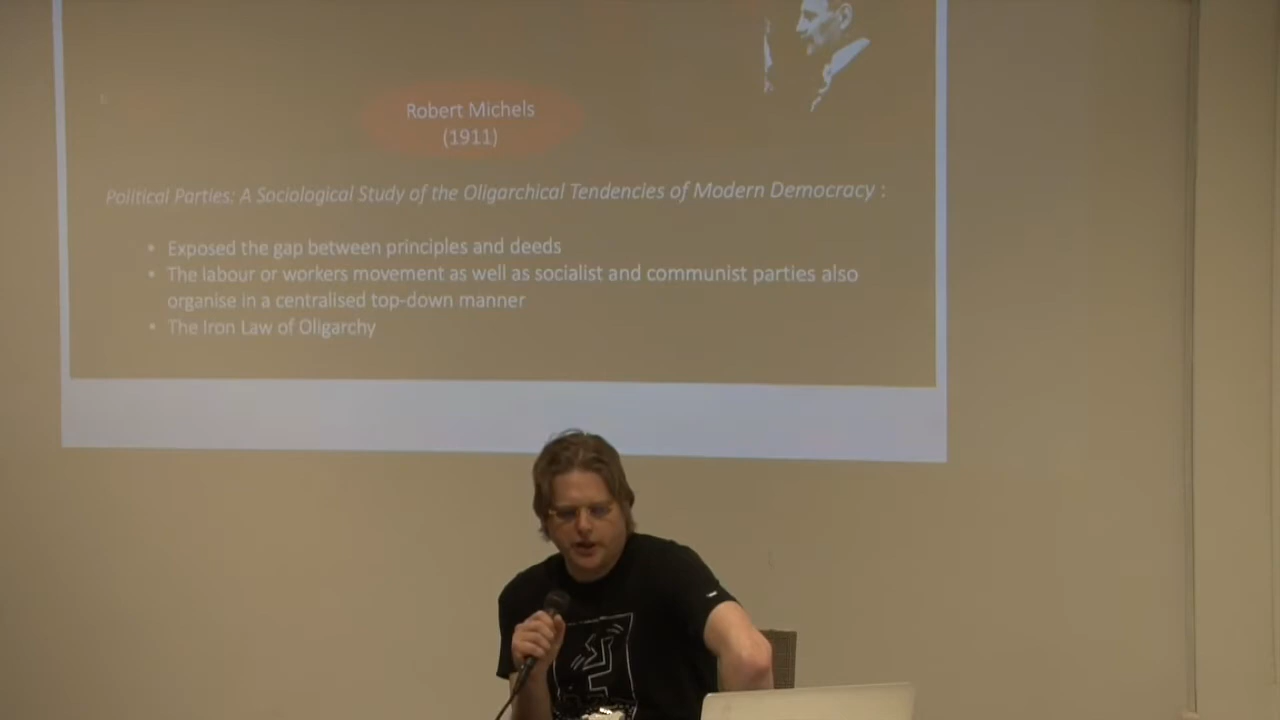 Robert Michels
(1911)
Political Parties: A Sociological Study of the Oligarchical Tendencies of Modern Democracy :
• Exposed the gap between principles and deeds
• The labour or workers movement as well as socialist and communist parties also
organise in a centralised top-down manner
• The Iron Law of Oligarchy